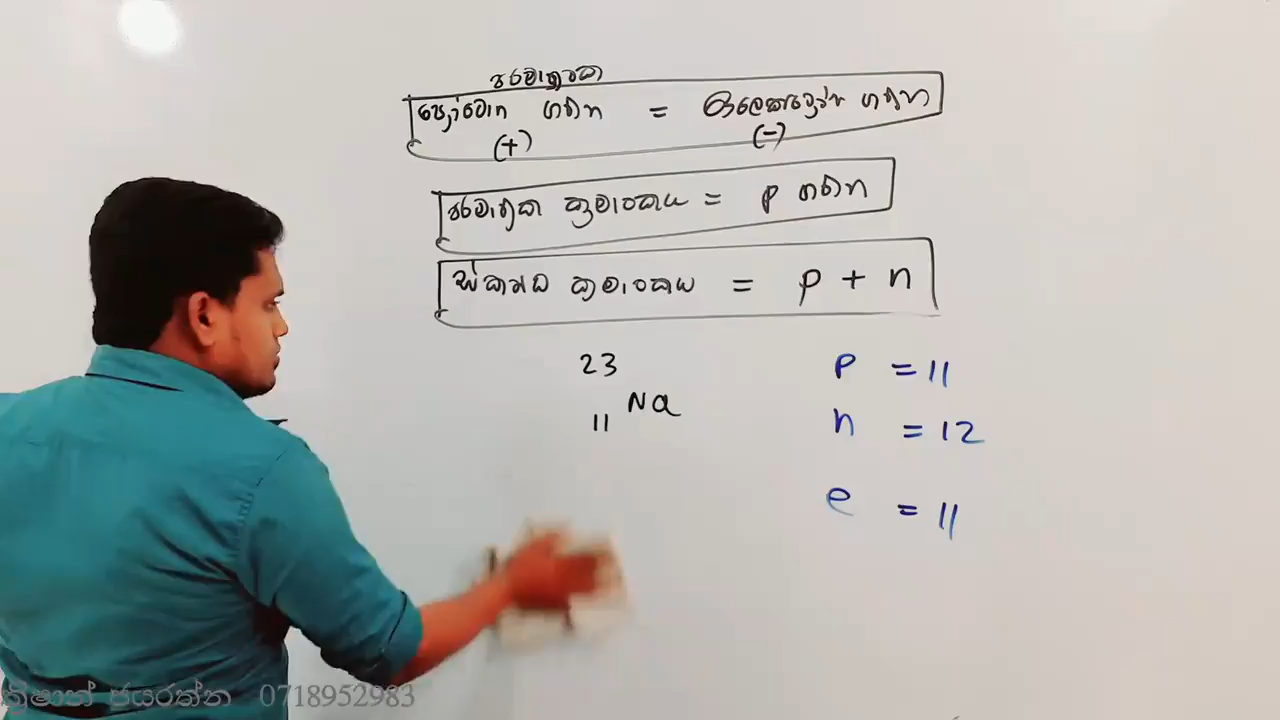 පරමාණුවක
ප්‍රෝටෝන ගණන = ඉලෙක්ට්‍රෝන ගණන
(+) (-)
පරමාණුක ක්‍රමාංකය = p ගණන
ස්කන්ධ ක්‍රමාංකය = p + n
23 P = 11
Na
11 n = 12
e = 11
ක්‍රිෂාන් ජයරත්න 0718952983